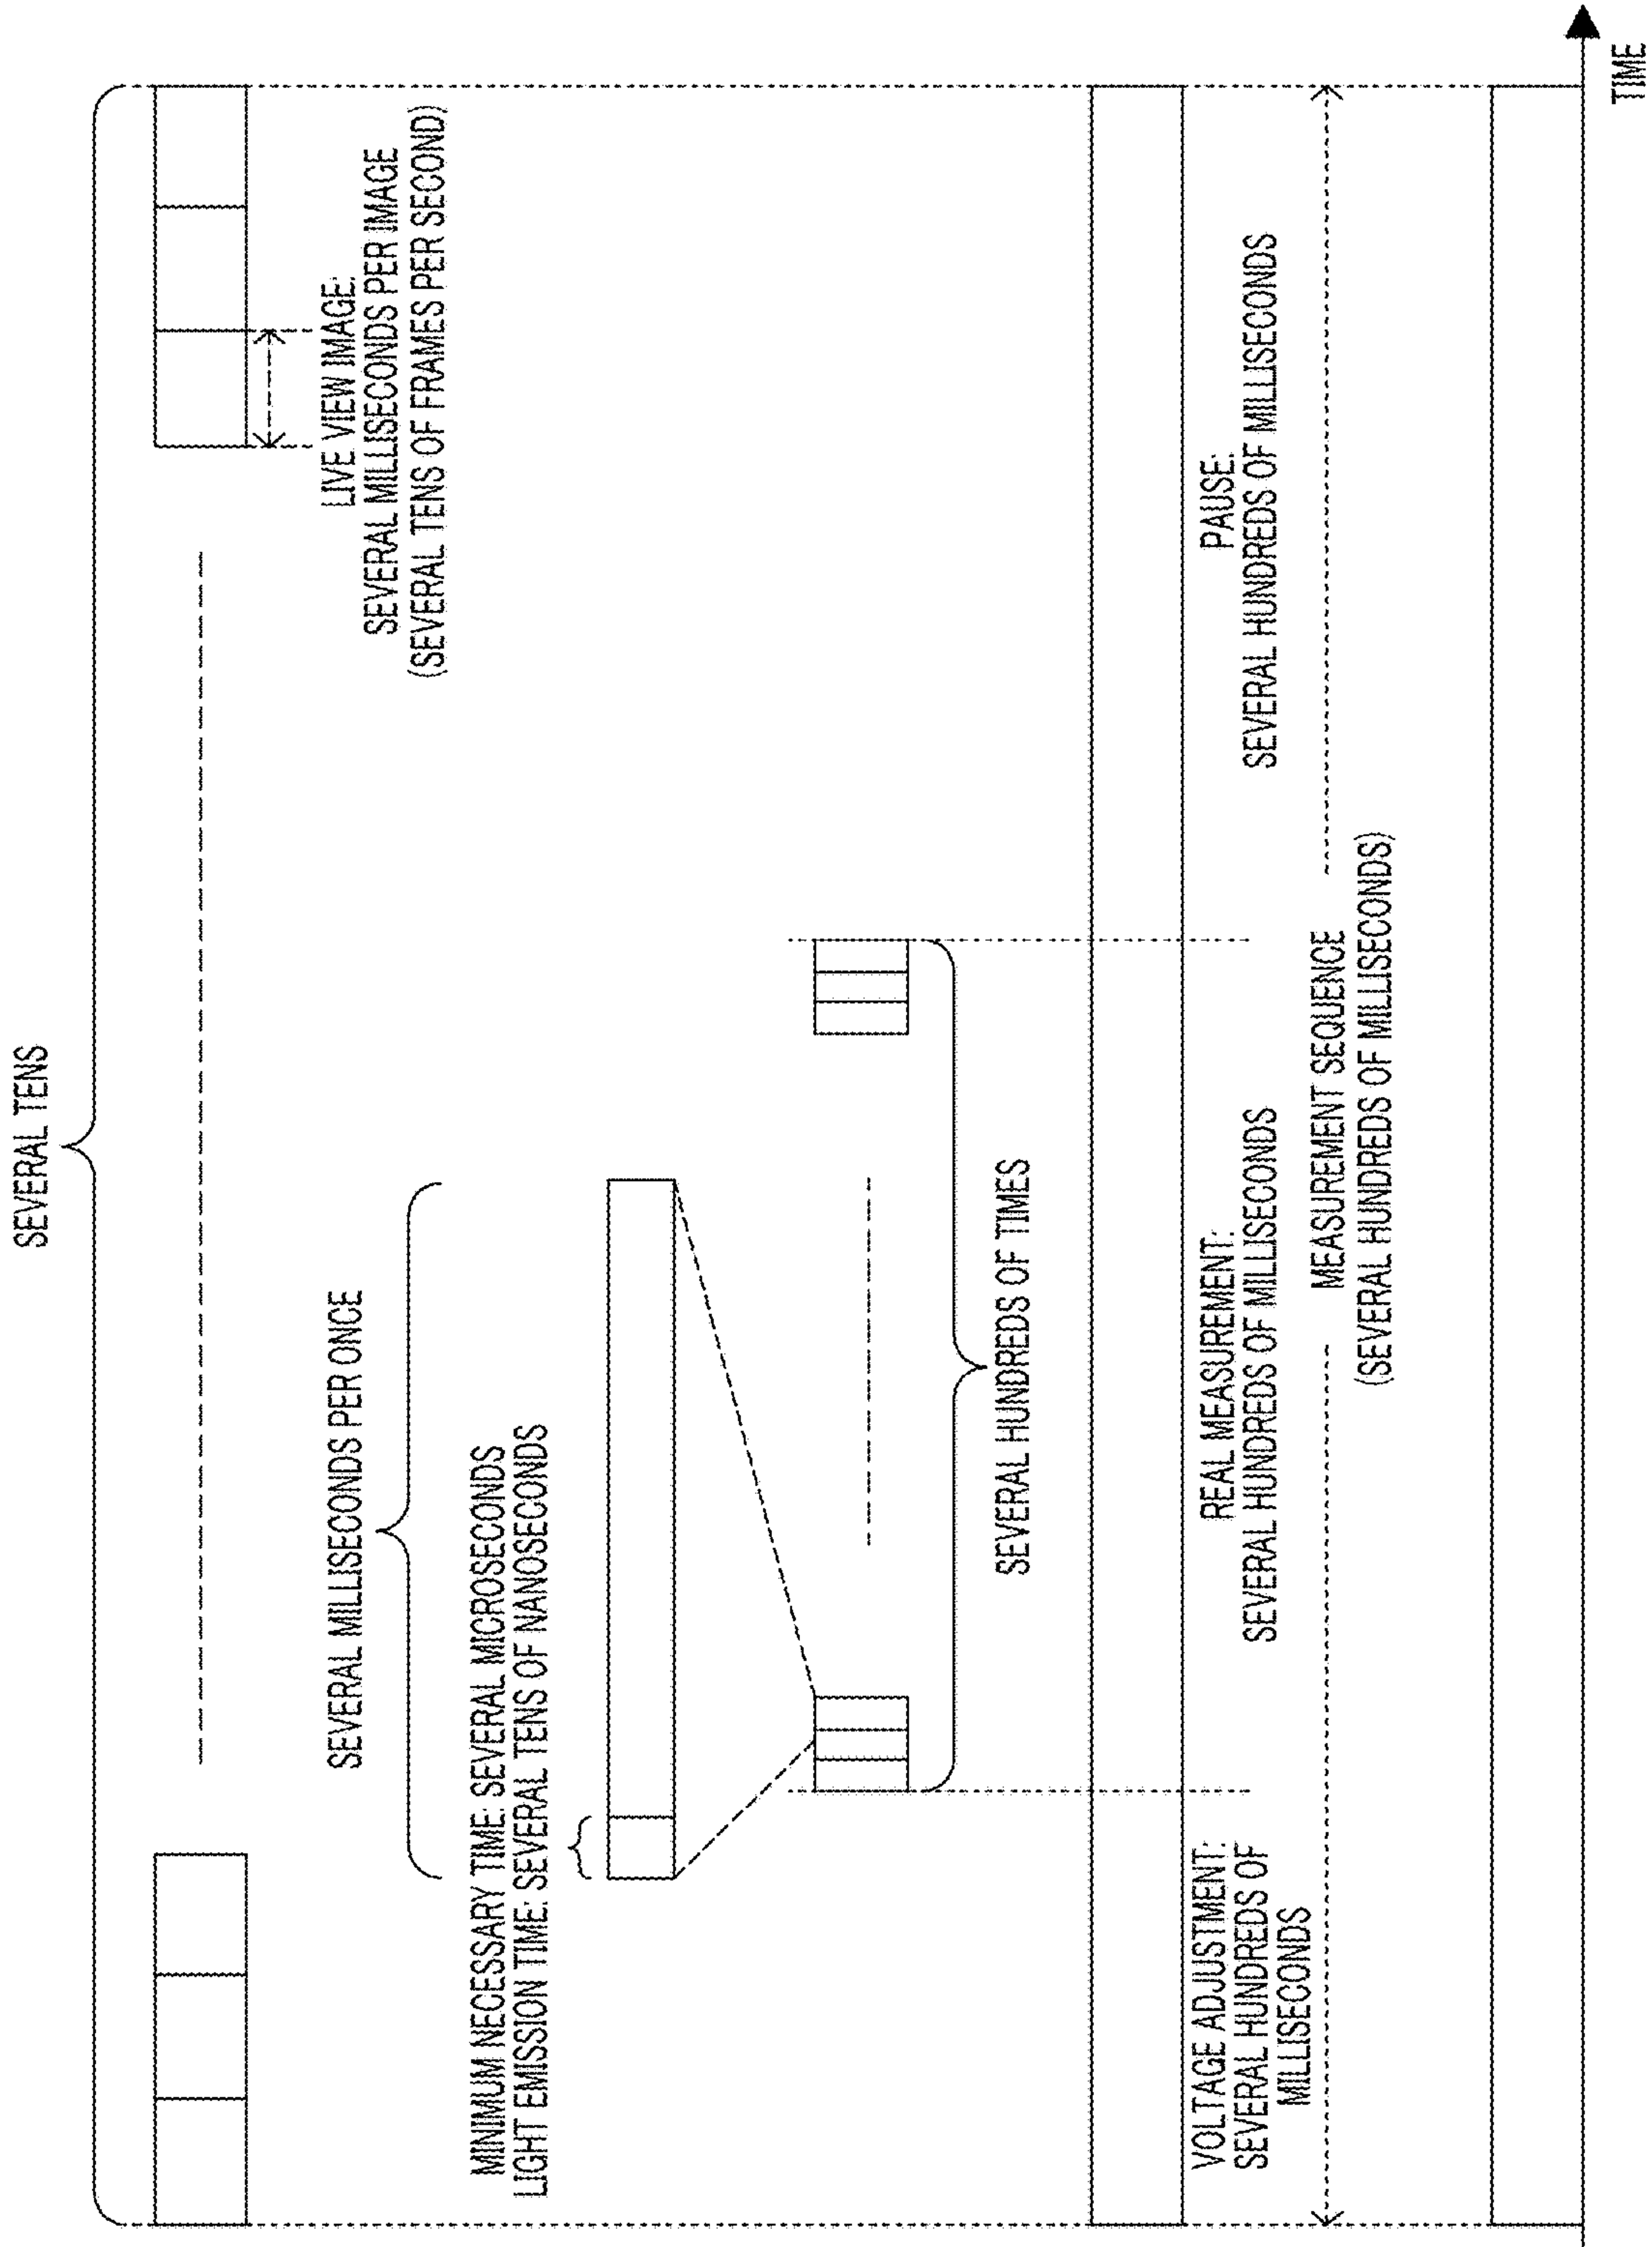 SEVERAL TENS
LIVE VIEW IMAGE:
SEVERAL MILLISECONDS PER IMAGE
(SEVERAL TENS OF FRAMES PER SECOND)
SEVERAL MILLISECONDS PER ONCE
MINIMUM NECESSARY TIME: SEVERAL MICROSECONDS
LIGHT EMISSION TIME: SEVERAL TENS OF NANOSECONDS
SEVERAL HUNDREDS OF TIMES
VOLTAGE ADJUSTMENT:
SEVERAL HUNDREDS OF
MILLISECONDS
REAL MEASUREMENT:
SEVERAL HUNDREDS OF MILLISECONDS
PAUSE:
SEVERAL HUNDREDS OF MILLISECONDS
MEASUREMENT SEQUENCE
(SEVERAL HUNDREDS OF MILLISECONDS)
TIME